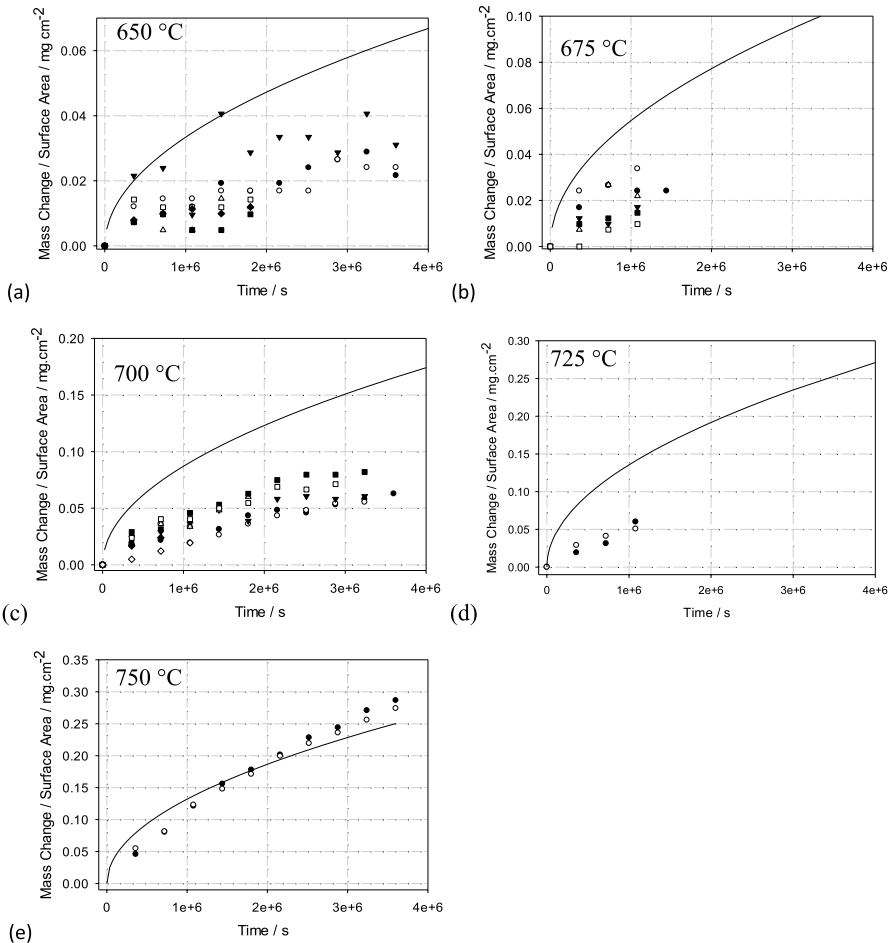 650 °C
Mass Change / Surface Area / mg.cm-2
0.06
0.04
0.02
0.00
0
1e+6
2e+6
3e+6
4e+6
Time / s
(a)
675 °C
Mass Change / Surface Area / mg.cm-2
0.10
0.08
0.06
0.04
0.02
0.00
0
1e+6
2e+6
3e+6
4e+6
Time / s
(b)
700 °C
Mass Change / Surface Area / mg.cm-2
0.20
0.15
0.10
0.05
0.00
0
1e+6
2e+6
3e+6
4e+6
Time / s
(c)
725 °C
Mass Change / Surface Area / mg.cm-2
0.30
0.25
0.20
0.15
0.10
0.05
0.00
0
1e+6
2e+6
3e+6
4e+6
Time / s
(d)
750 °C
Mass Change / Surface Area / mg.cm-2
0.35
0.30
0.25
0.20
0.15
0.10
0.05
0.00
0
1e+6
2e+6
3e+6
4e+6
Time / s
(e)